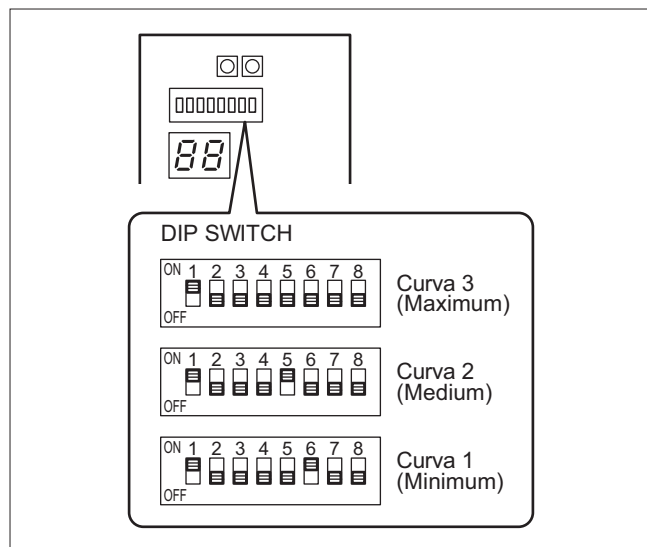 88
DIP SWITCH
ON 1 2 3 4 5 6 7 8
OFF
Curva 3
(Maximum)
ON 1 2 3 4 5 6 7 8
OFF
Curva 2
(Medium)
ON 1 2 3 4 5 6 7 8
OFF
Curva 1
(Minimum)